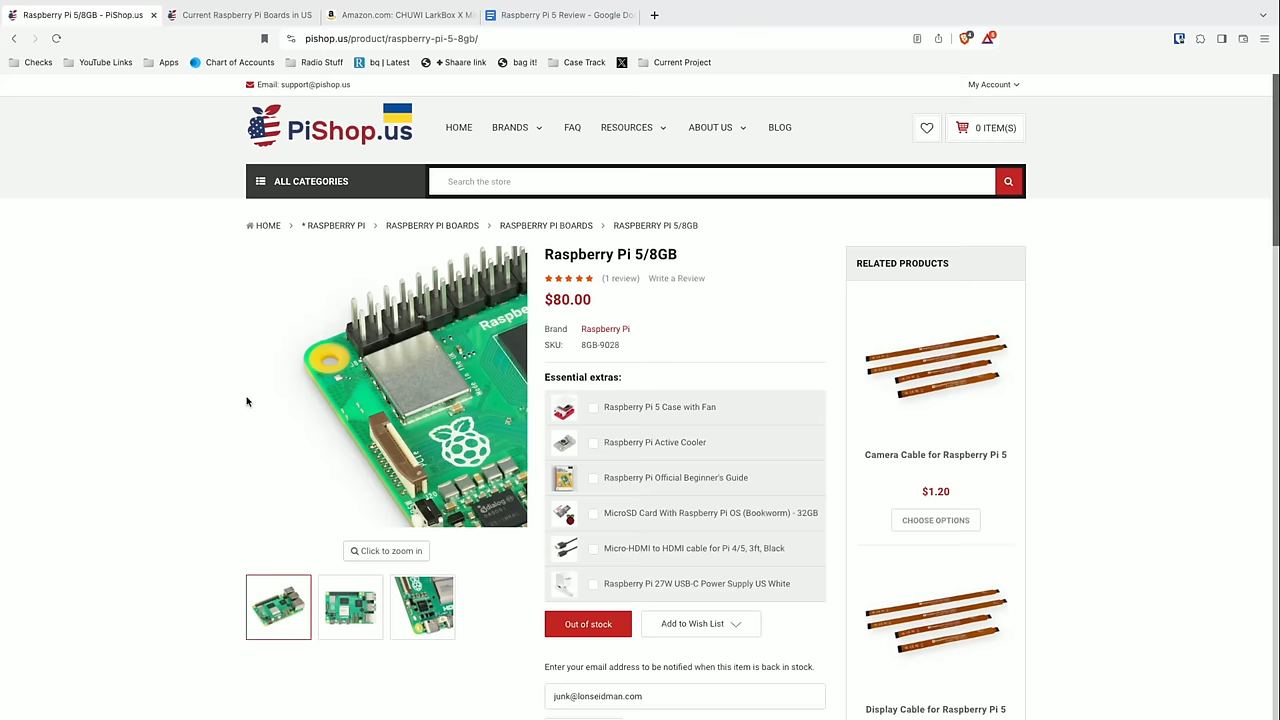 Raspberry Pi 5/8GB - PiShop.us
Current Raspberry Pi Boards in US
Amazon.com: CHUWI LarkBox X M
Raspberry Pi 5 Review - Google Do
pishop.us/product/raspberry-pi-5-8gb/
Checks
YouTube Links
Apps
Chart of Accounts
Radio Stuff
bq | Latest
+ Shaare link
bag it!
Case Track
Current Project
Email: support@pishop.us
My Account
PiShop.us
HOME
BRANDS
FAQ
RESOURCES
ABOUT US
BLOG
0 ITEM(S)
ALL CATEGORIES
Search the store
HOME
* RASPBERRY PI
RASPBERRY PI BOARDS
RASPBERRY PI BOARDS
RASPBERRY PI 5/8GB
Raspberry Pi 5/8GB
(1 review)
Write a Review
$80.00
Brand
Raspberry Pi
SKU:
8GB-9028
Essential extras:
Raspberry Pi 5 Case with Fan
Raspberry Pi Active Cooler
Raspberry Pi Official Beginner's Guide
MicroSD Card With Raspberry Pi OS (Bookworm) - 32GB
Micro-HDMI to HDMI cable for Pi 4/5, 3ft, Black
Raspberry Pi 27W USB-C Power Supply US White
Out of stock
Add to Wish List
Enter your email address to be notified when this item is back in stock.
junk@lonseidman.com
Click to zoom in
RELATED PRODUCTS
Camera Cable for Raspberry Pi 5
$1.20
CHOOSE OPTIONS
Display Cable for Raspberry Pi 5